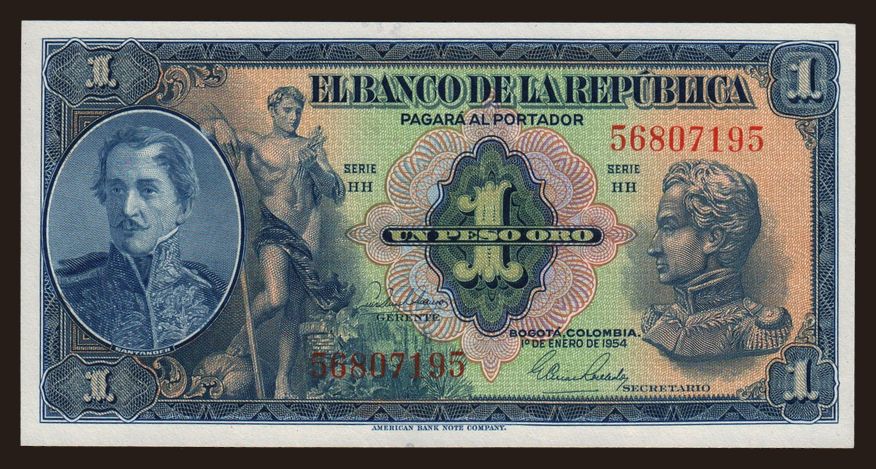 1
1
EL BANCO DE LA REPÚBLICA
PAGARÁ AL PORTADOR
56807195
SERIE
HH
SERIE
HH
1
UN PESO ORO
SANTANDER
GERENTE
BOGOTÁ, COLOMBIA.
1º DE ENERO DE 1954
56807195
SECRETARIO
1
1
AMERICAN BANK NOTE COMPANY.